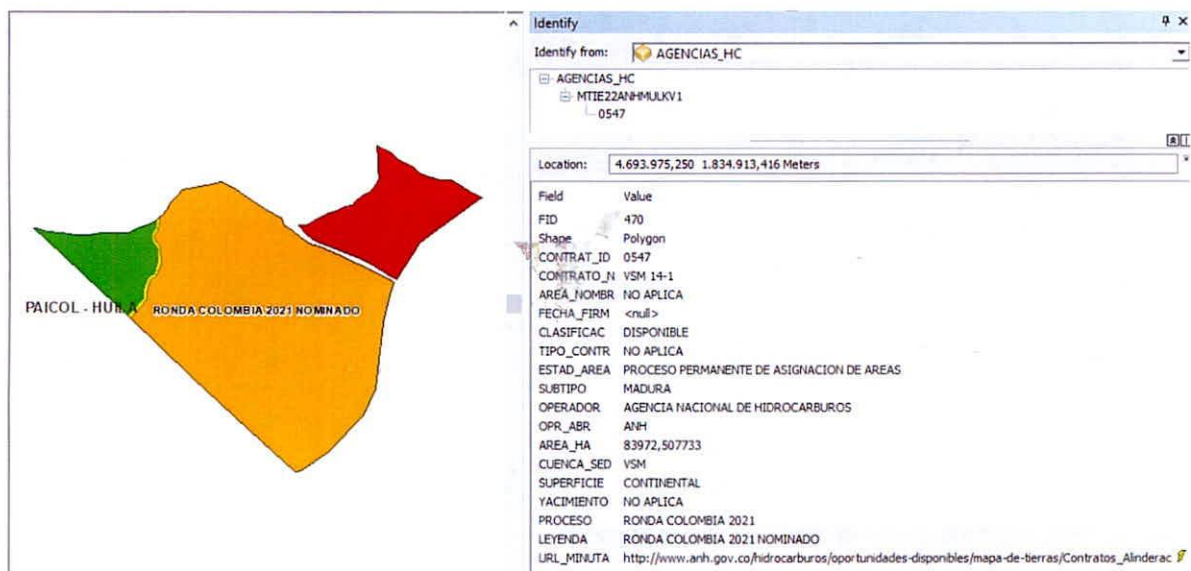 PAICOL - HUILA
RONDA COLOMBIA 2021 NOMINADO
Identify
Identify from: AGENCIAS_HC
AGENCIAS_HC
MTIE22ANHMULKV1
0547
Location: 4.693.975,250 1.834.913,416 Meters
Field Value
FID 470
Shape Polygon
CONTRAT_ID 0547
CONTRATO_N VSM 14-1
AREA_NOMBR NO APLICA
FECHA_FIRM <null>
CLASIFICAC DISPONIBLE
TIPO_CONTR NO APLICA
ESTAD_AREA PROCESO PERMANENTE DE ASIGNACION DE AREAS
SUBTIPO MADURA
OPERADOR AGENCIA NACIONAL DE HIDROCARBUROS
OPR_ABR ANH
AREA_HA 83972,507733
CUENCA_SED VSM
SUPERFICIE CONTINENTAL
YACIMIENTO NO APLICA
PROCESO RONDA COLOMBIA 2021
LEYENDA RONDA COLOMBIA 2021 NOMINADO
URL_MINUTA http://www.anh.gov.co/hidrocarburos/oportunidades-disponibles/mapa-de-tierras/Contratos_Alinderac